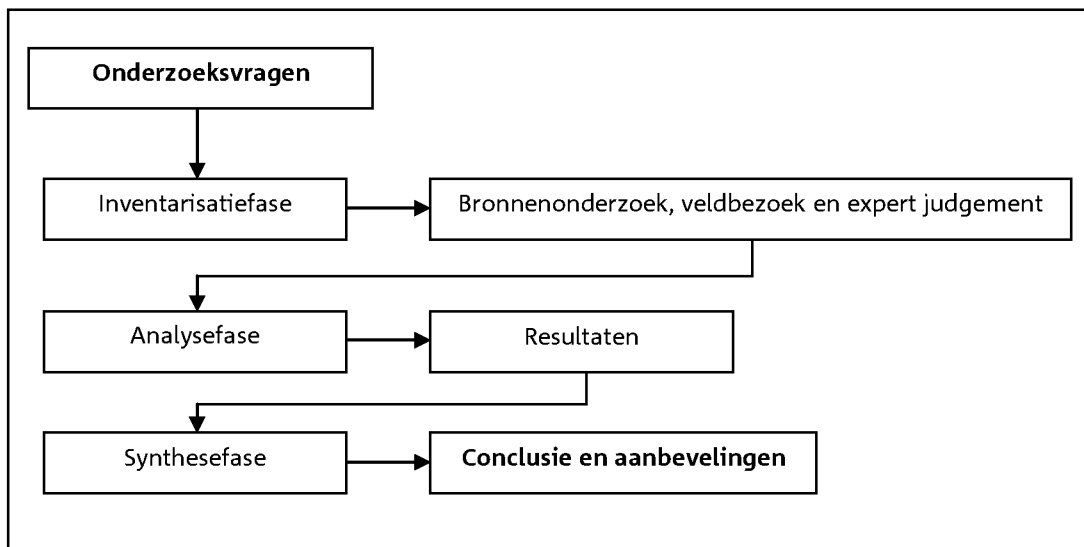 Onderzoeksvragen
Inventarisatiefase
Bronnenonderzoek, veldbezoek en expert judgement
Analysefase
Resultaten
Synthesefase
Conclusie en aanbevelingen